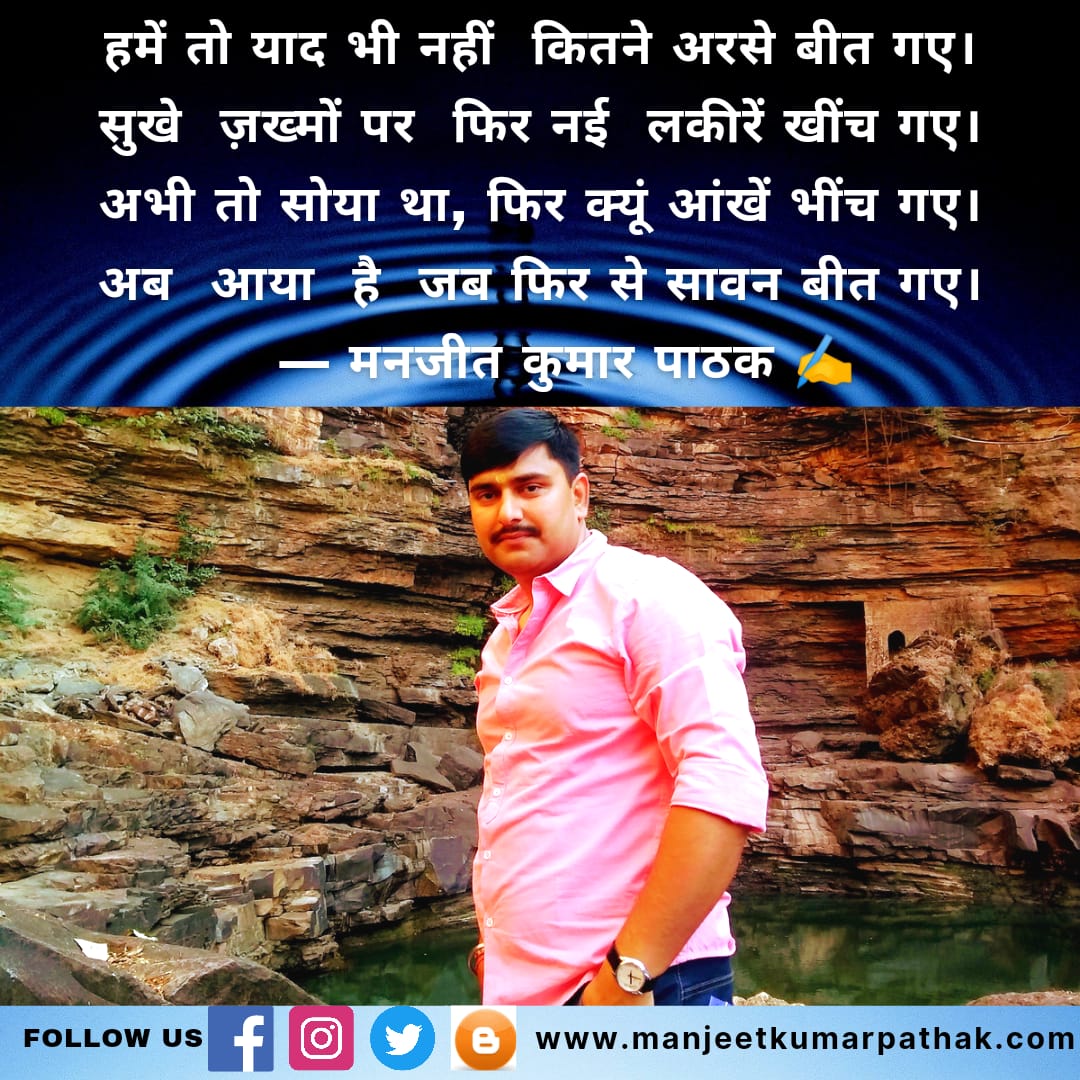 हमें तो याद भी नहीं कितने अरसे बीत गए।
सुखे ज़ख्मों पर फिर नई लकीरें खींच गए।
अभी तो सोया था, फिर क्यूं आंखें भींच गए।
अब आया है जब फिर से सावन बीत गए।
— मनजीत कुमार पाठक ✍️
FOLLOW US www.manjeetkumarpathak.com